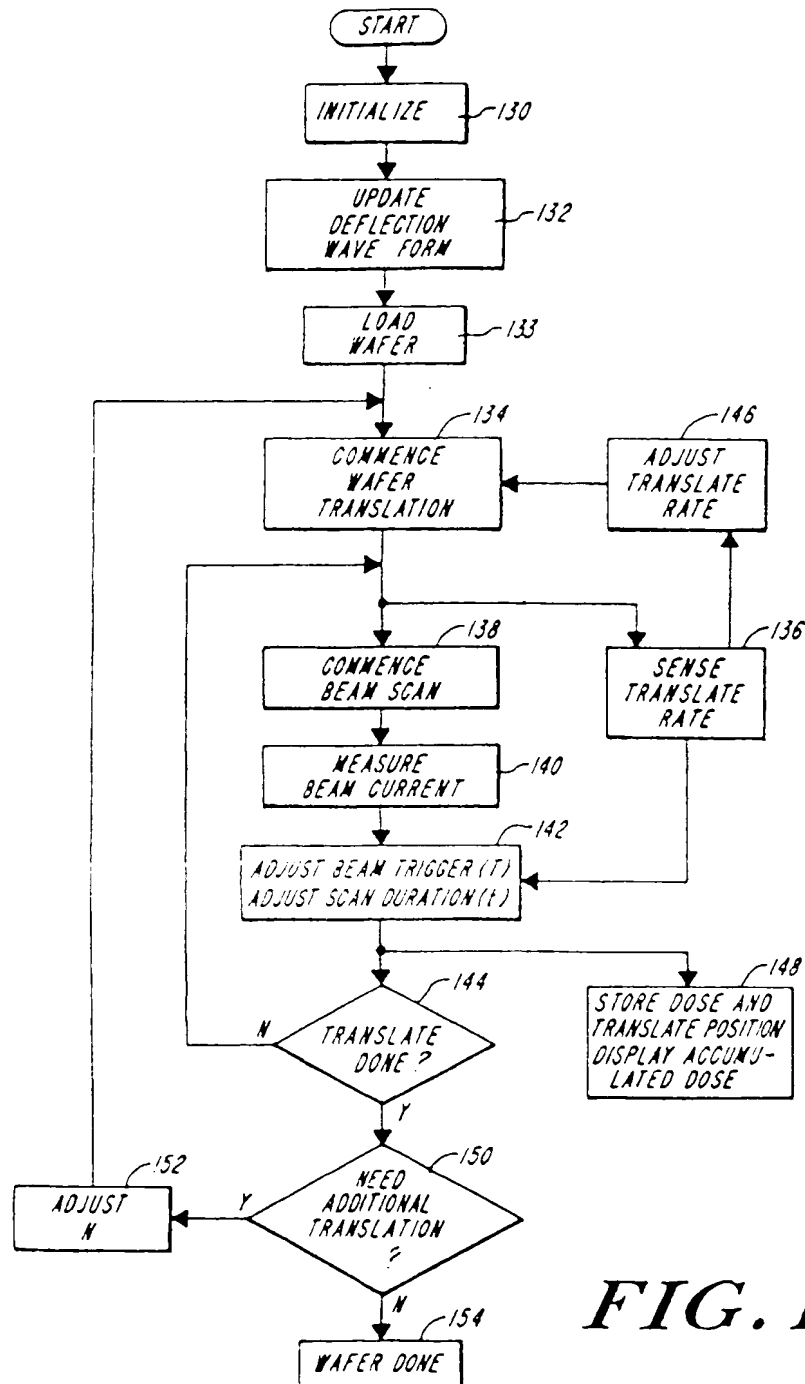 START
INITIALIZE
130
UPDATE
DEFLECTION
WAVE FORM
132
LOAD
WAFER
133
134
COMMENCE
WAFER
TRANSLATION
146
ADJUST
TRANSLATE
RATE
138
COMMENCE
BEAM SCAN
136
SENSE
TRANSLATE
RATE
MEASURE
BEAM CURRENT
140
142
ADJUST BEAM TRIGGER (T)
ADJUST SCAN DURATION (t)
144
TRANSLATE
DONE ?
N
Y
148
STORE DOSE AND
TRANSLATE POSITION
DISPLAY ACCUMU-
LATED DOSE
150
NEED
ADDITIONAL
TRANSLATION
?
Y
N
152
ADJUST
N
154
WAFER DONE
FIG.